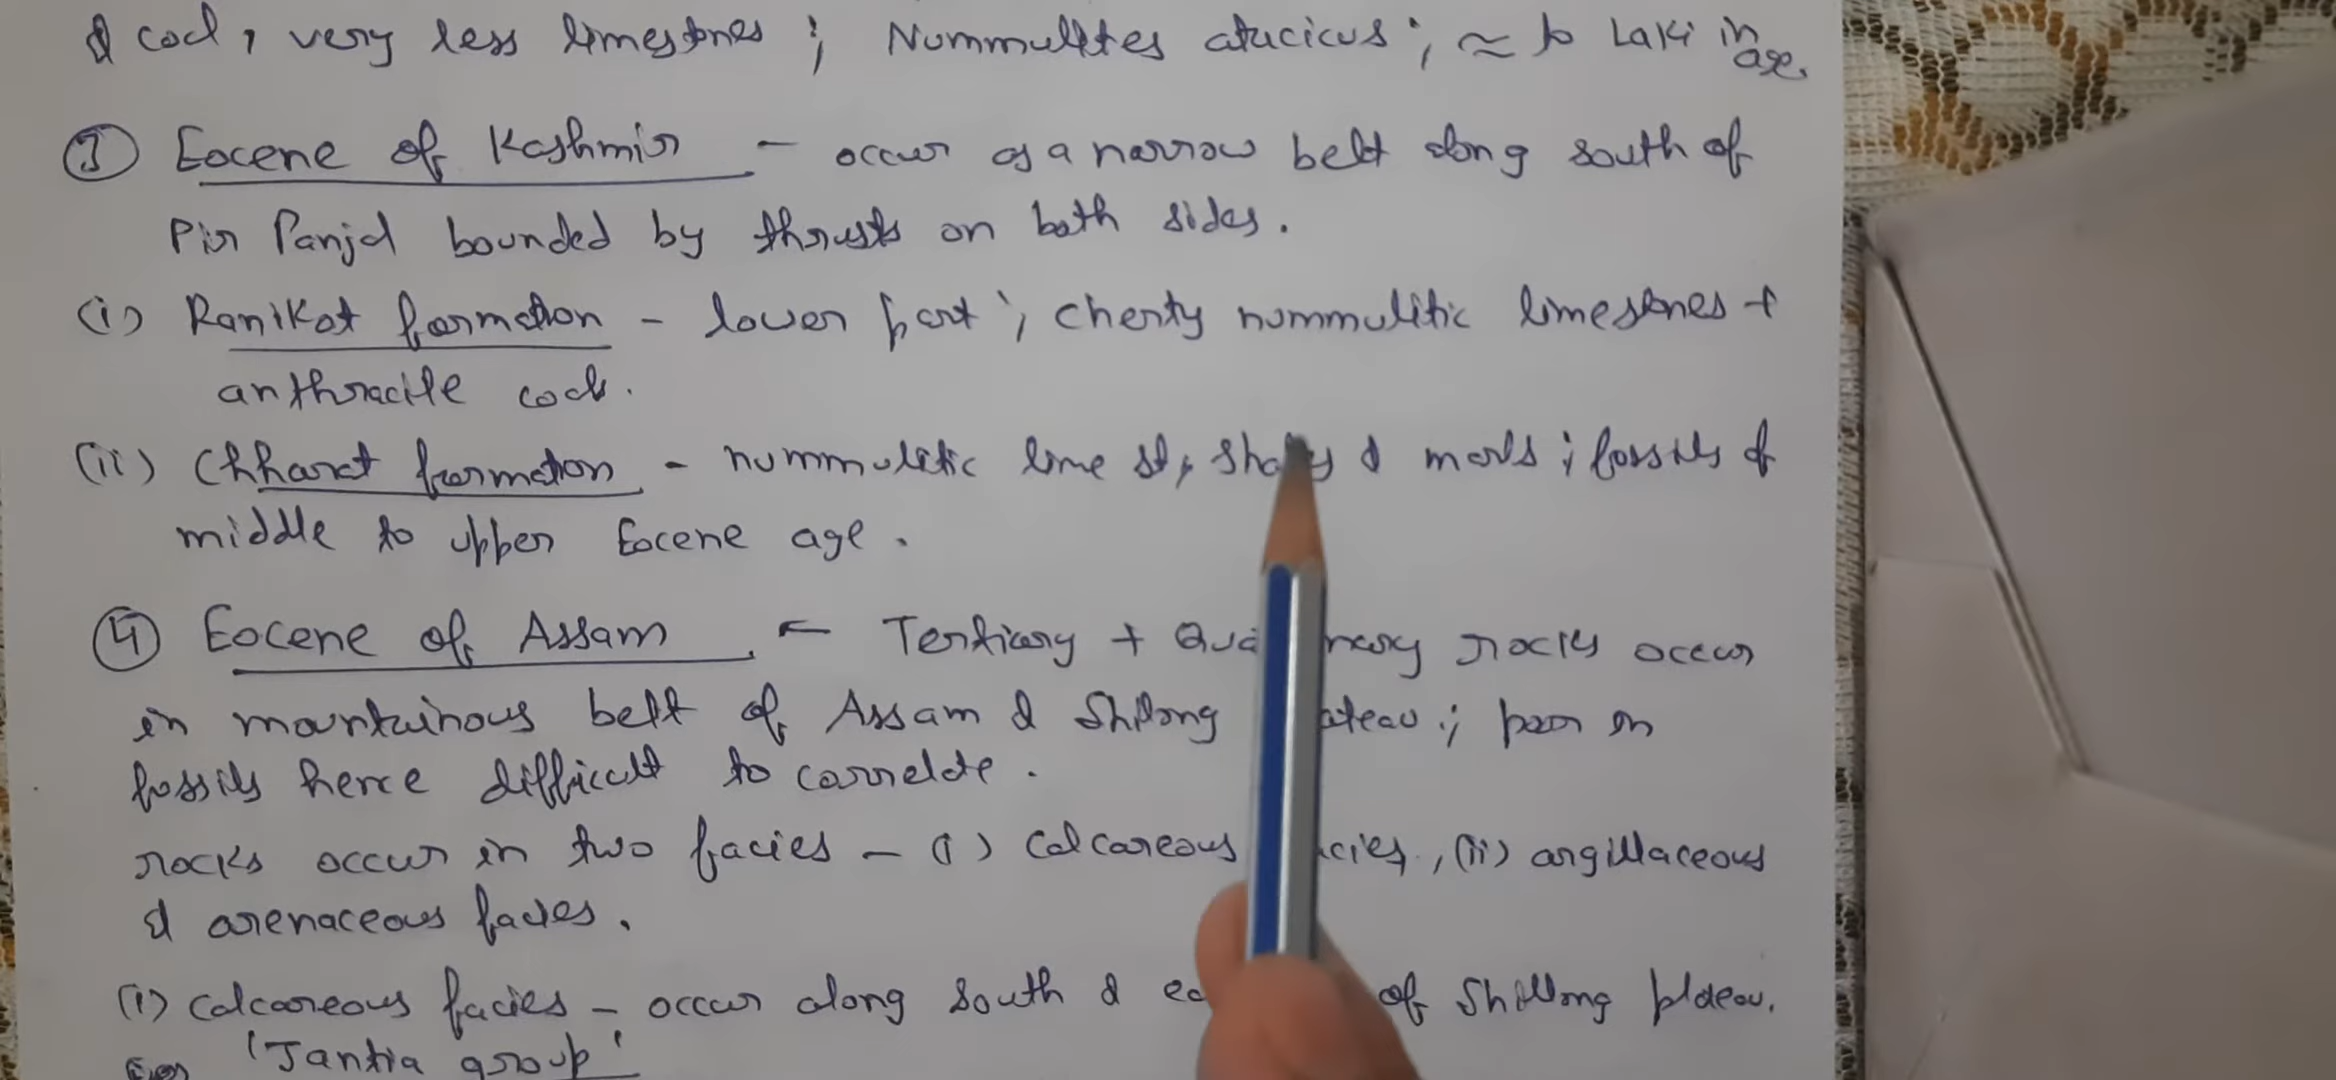 & coal, very less limestones ; Nummulites atacicus ; ≈ to Laki in age.
③ Eocene of Kashmir - occur as a narrow belt along south of
Pir Panjal bounded by thrusts on both sides.
(i) Ranikot formation - lower part ; cherty nummulitic limestones +
anthracite coal.
(ii) Chharat formation - nummulitic lime st, & marls ; fossils of
middle to upper Eocene age.
④ Eocene of Assam - Tertiary + rocks occur
in mountainous belt of Assam & Shillong ; poor in
fossils hence difficult to correlate.
rocks occur in two facies - (i) Calcareous , (ii) argillaceous
& arenaceous facies.
(i) Calcareous facies - occur along South & of Shillong plateau.
'Jantia group'